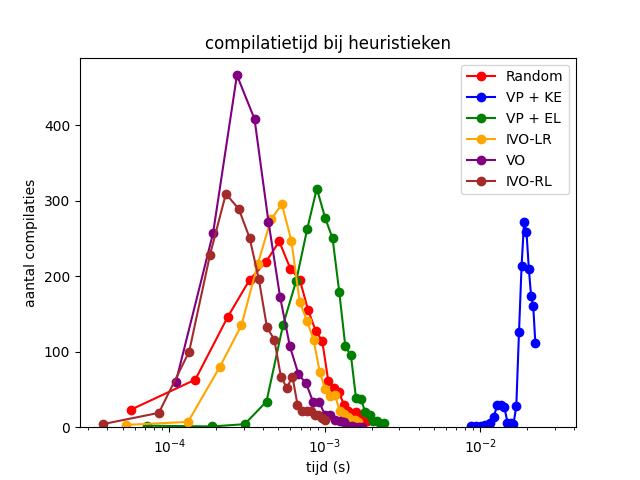 compilatietijd bij heuristieken
aantal compilaties
400
300
200
100
0
Random
VP + KE
VP + EL
IVO-LR
VO
IVO-RL
10⁻⁴
10⁻³
10⁻²
tijd (s)